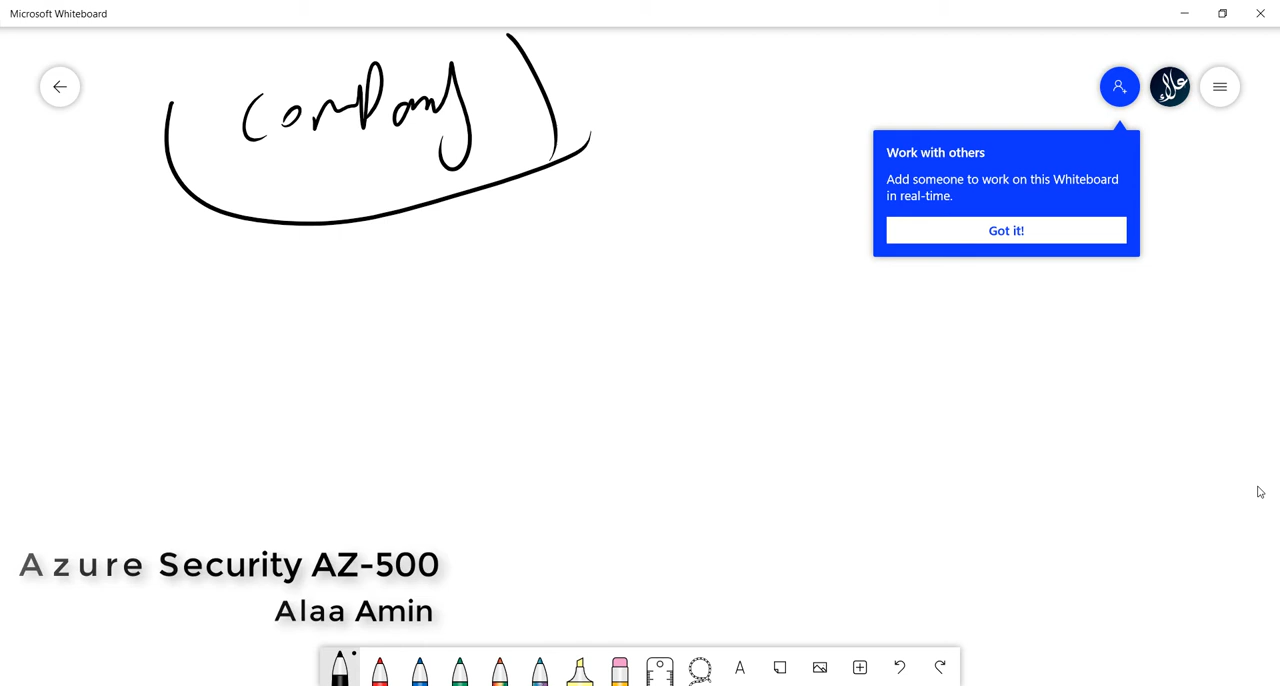 Microsoft Whiteboard
Company
علاء
Work with others
Add someone to work on this Whiteboard
in real-time.
Got it!
Azure Security AZ-500
Alaa Amin
A